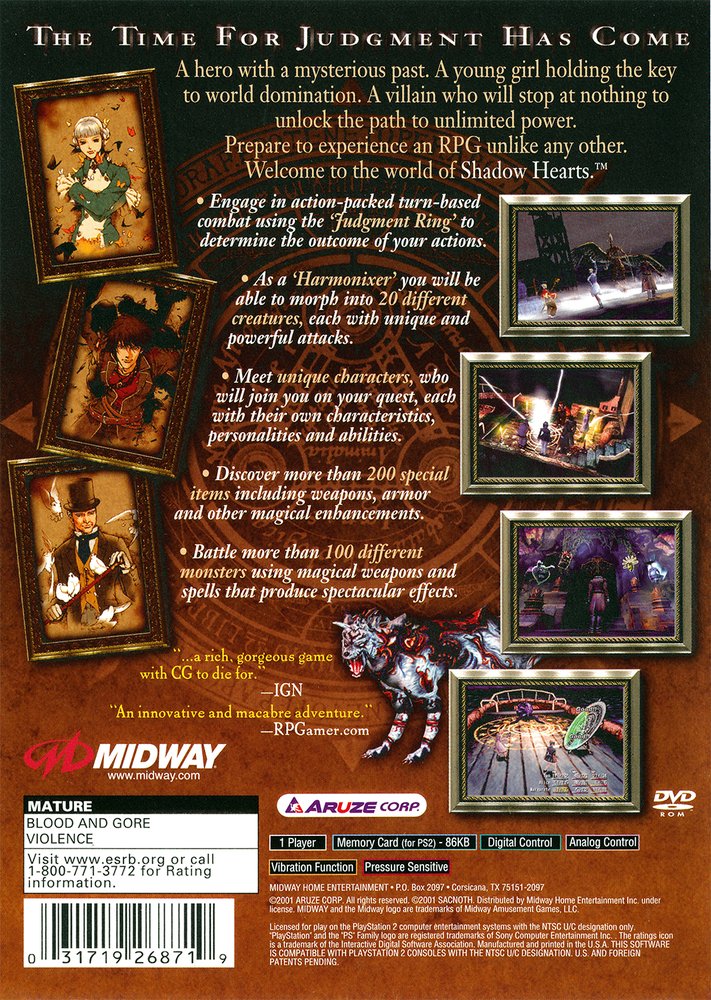 THE TIME FOR JUDGMENT HAS COME
A hero with a mysterious past. A young girl holding the key
to world domination. A villain who will stop at nothing to
unlock the path to unlimited power.
Prepare to experience an RPG unlike any other.
Welcome to the world of Shadow Hearts.™
• Engage in action-packed turn-based
combat using the 'Judgment Ring' to
determine the outcome of your actions.
• As a 'Harmonixer' you will be
able to morph into 20 different
creatures, each with unique and
powerful attacks.
• Meet unique characters, who
will join you on your quest, each
with their own characteristics,
personalities and abilities.
• Discover more than 200 special
items including weapons, armor
and other magical enhancements.
• Battle more than 100 different
monsters using magical weapons and
spells that produce spectacular effects.
"...a rich, gorgeous game
with CG to die for."
—IGN
"An innovative and macabre adventure."
—RPGamer.com
MIDWAY
www.midway.com
MATURE
BLOOD AND GORE
VIOLENCE
Visit www.esrb.org or call
1-800-771-3772 for Rating
information.
0 31719 26871 9
ARUZE CORP.
DVD
ROM
1 Player
Memory Card (for PS2) - 86KB
Digital Control
Analog Control
Vibration Function
Pressure Sensitive
MIDWAY HOME ENTERTAINMENT • P.O. Box 2097 • Corsicana, TX 75151-2097
©2001 ARUZE CORP. All rights reserved. ©2001 SACNOTH. Distributed by Midway Home Entertainment Inc. under
license. MIDWAY and the Midway logo are trademarks of Midway Amusement Games, LLC.
Licensed for play on the PlayStation 2 computer entertainment systems with the NTSC U/C designation only.
"PlayStation" and the "PS" Family logo are registered trademarks of Sony Computer Entertainment Inc. . The ratings icon
is a trademark of the Interactive Digital Software Association. Manufactured and printed in the U.S.A. THIS SOFTWARE
IS COMPATIBLE WITH PLAYSTATION 2 CONSOLES WITH THE NTSC U/C DESIGNATION. U.S. AND FOREIGN
PATENTS PENDING.